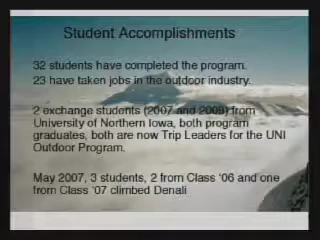 Student Accomplishments
32 students have completed the program.
23 have taken jobs in the outdoor industry.
2 exchange students (2007 and 2009) from
University of Northern Iowa, both program
graduates, both are now Trip Leaders for the UNI
Outdoor Program.
May 2007, 3 students, 2 from Class ‘06 and one
from Class ‘07 climbed Denali